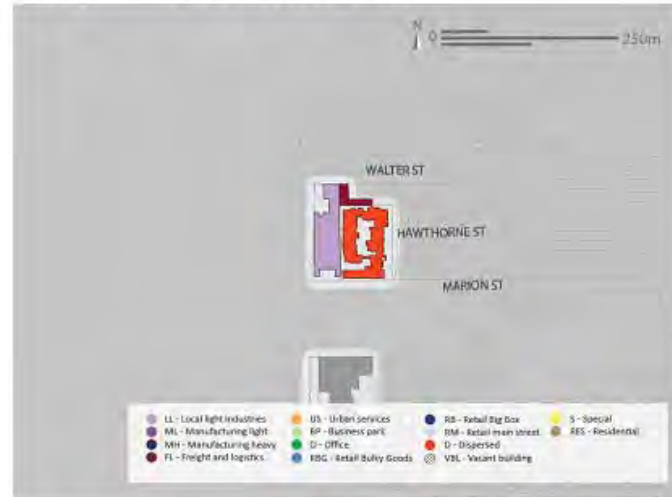 N
0
250m
WALTER ST
HAWTHORNE ST
MARION ST
LL - Local light Industries
ML - Manufacturing light
MH - Manufacturing heavy
FL - Freight and logistics
US - Urban services
BP - Business park
O - Office
RBG - Retail Bulky Goods
RB - Retail Big Box
RM - Retail main street
D - Dispersed
VBL - Vacant building
S - Special
RES - Residential